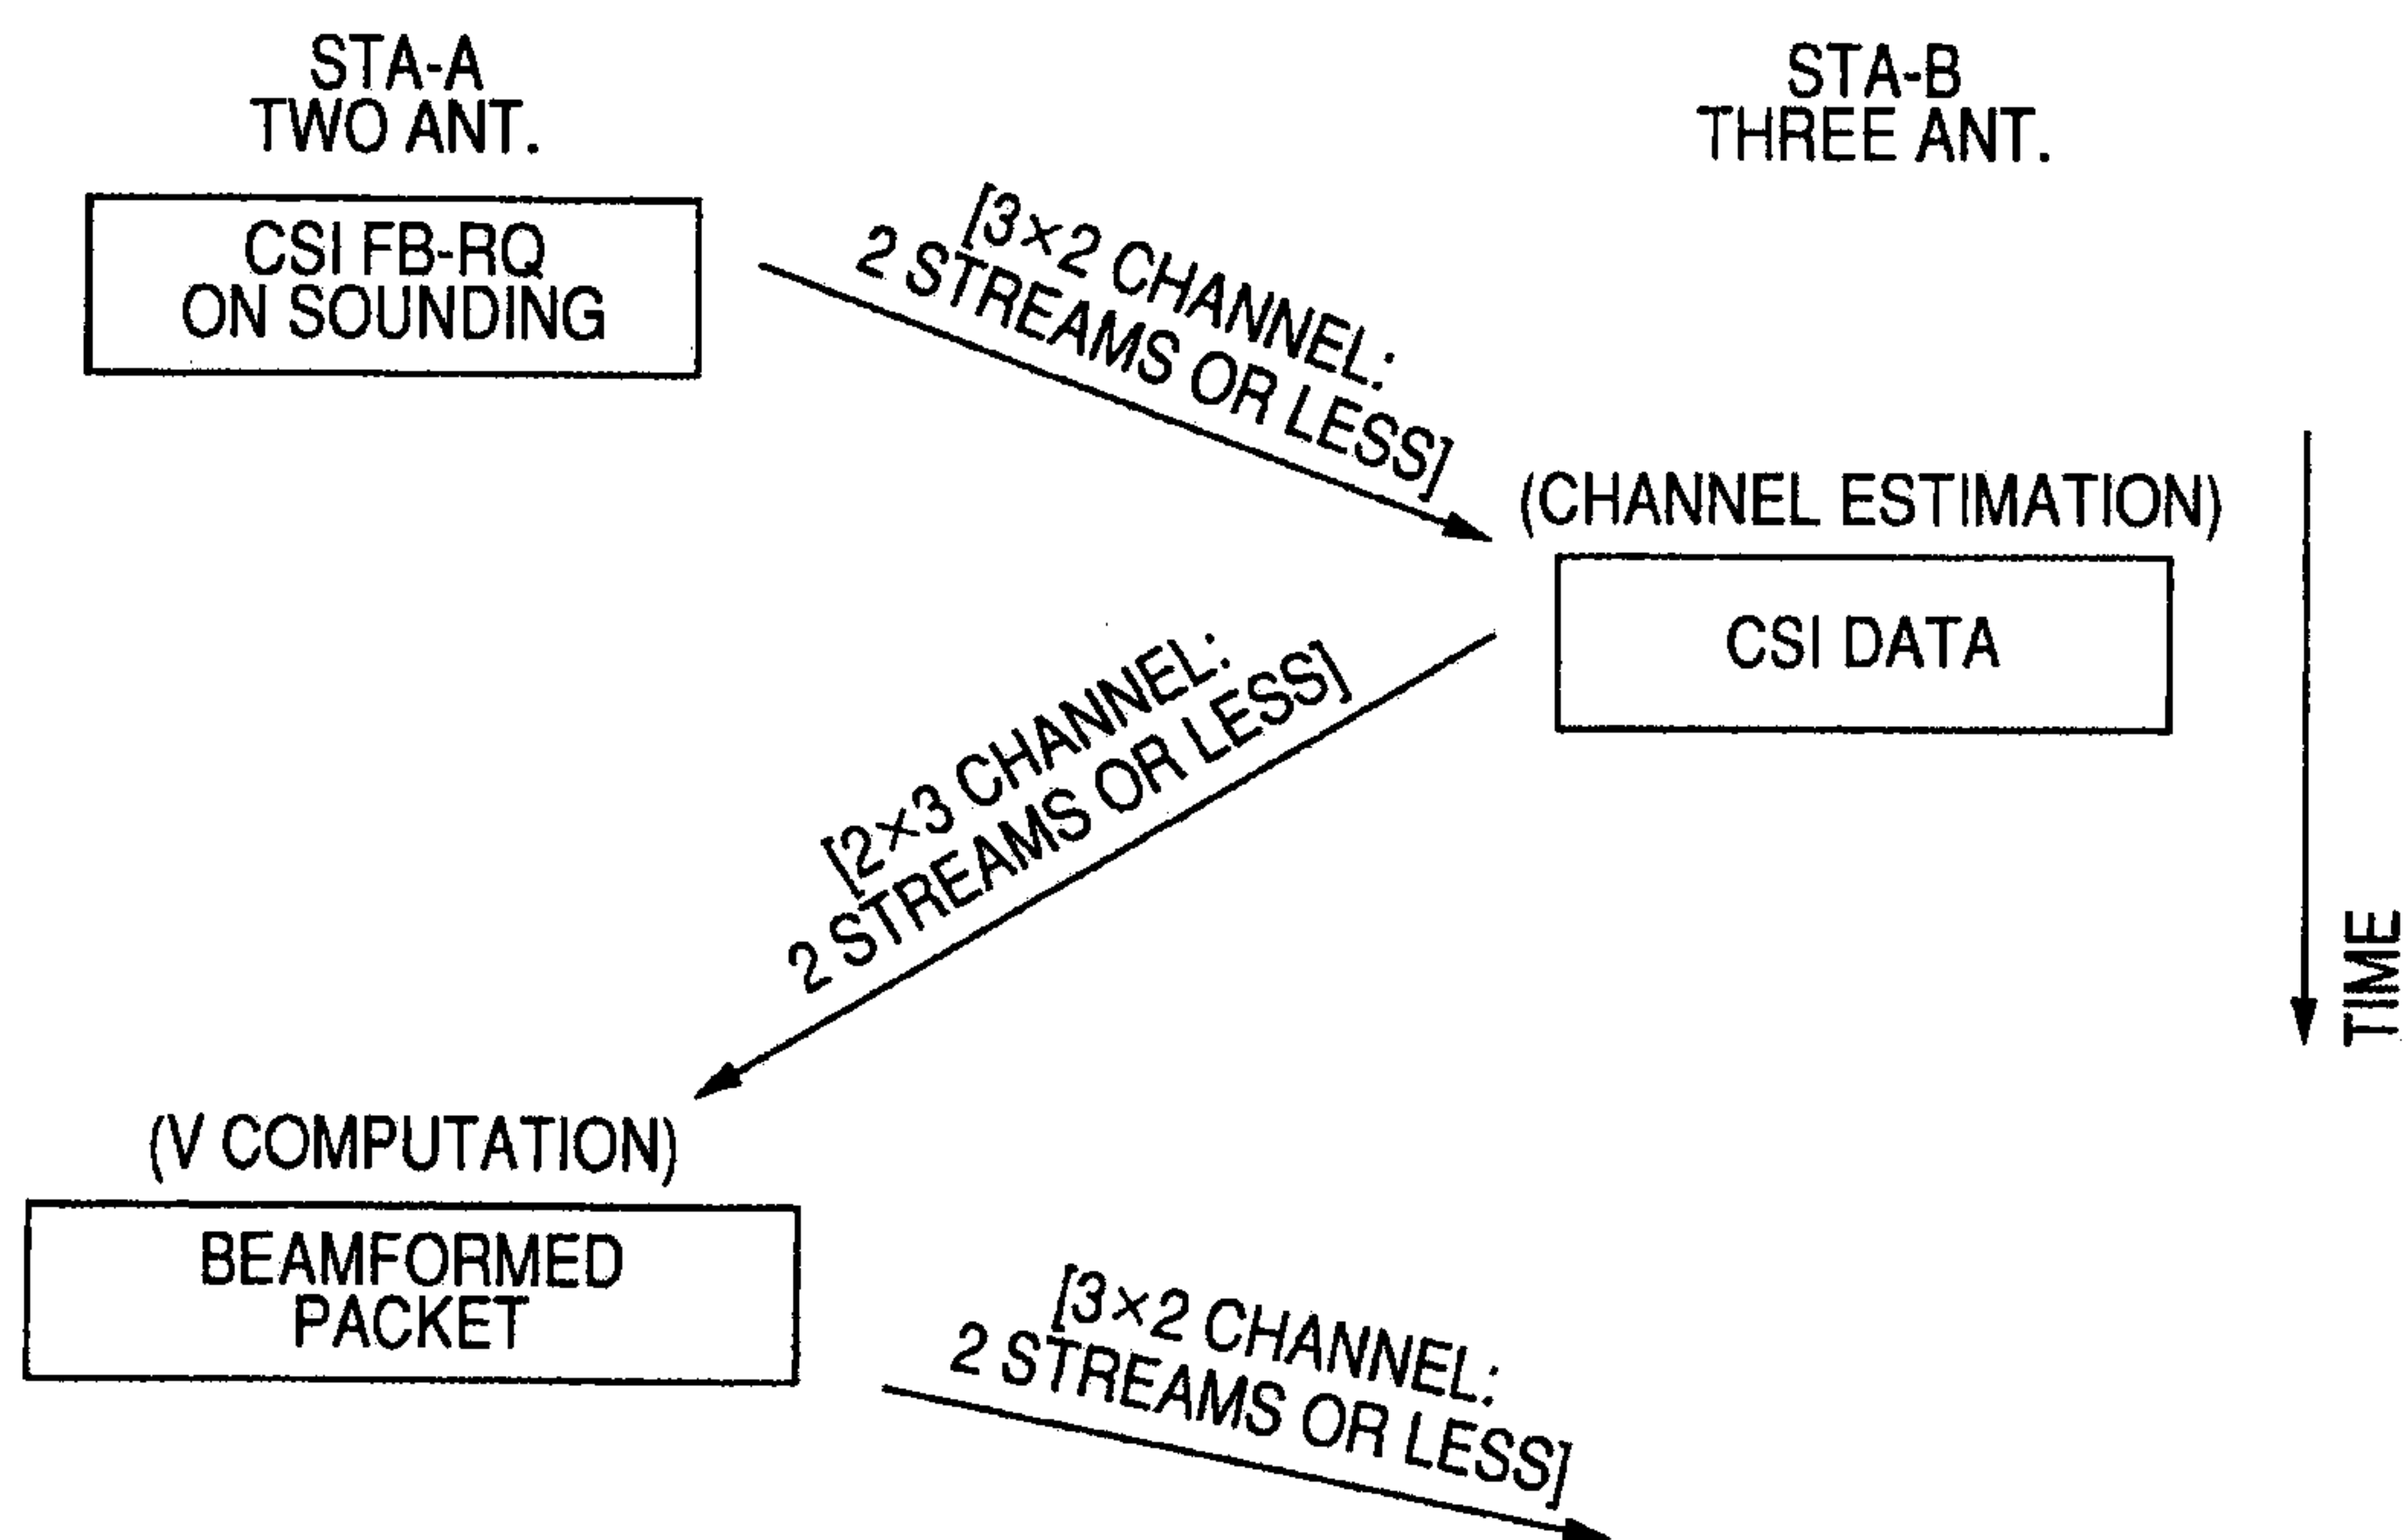 STA-A
TWO ANT.
STA-B
THREE ANT.
CSI FB-RQ
ON SOUNDING
[3×2 CHANNEL:
2 STREAMS OR LESS]
(CHANNEL ESTIMATION)
CSI DATA
[2×3 CHANNEL:
2 STREAMS OR LESS]
TIME
(V COMPUTATION)
BEAMFORMED
PACKET
[3×2 CHANNEL:
2 STREAMS OR LESS]